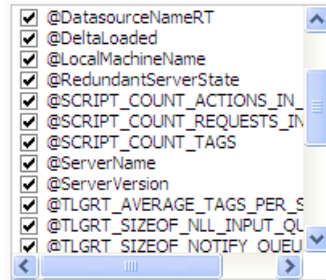 @DatasourceNameRT
@DeltaLoaded
@LocalMachineName
@RedundantServerState
@SCRIPT_COUNT_ACTIONS_IN_
@SCRIPT_COUNT_REQUESTS_IN
@SCRIPT_COUNT_TAGS
@ServerName
@ServerVersion
@TLGRT_AVERAGE_TAGS_PER_S
@TLGRT_SIZEOF_NLL_INPUT_QU
@TLGRT_SIZEOF_NOTIFY_QUEU